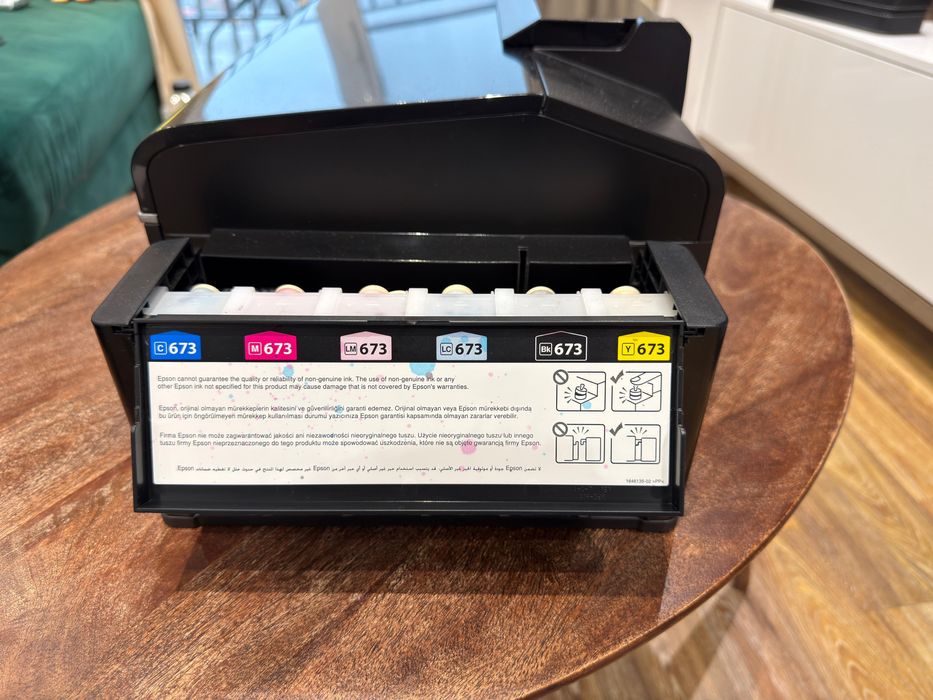 C 673
M 673
LM 673
LC 673
Bk 673
Y 673
Epson cannot guarantee the quality or reliability of non-genuine ink. The use of non-genuine ink or any
other Epson ink not specified for this product may cause damage that is not covered by Epson's warranties.
Epson, orijinal olmayan mürekkeplerin kalitesini ve güvenilirliğini garanti edemez. Orijinal olmayan veya Epson mürekkebi dışında
bu ürün için öngörülmeyen mürekkep kullanılması durumu yazıcınıza Epson garantisi kapsamında olmayan zararlar verebilir.
Firma Epson nie może zagwarantować jakości ani niezawodności nieoryginalnego tuszu. Użycie nieoryginalnego tuszu lub innego
tuszu firmy Epson nieprzeznaczonego do tego produktu może spowodować uszkodzenia, które nie są objęte gwarancją firmy Epson.